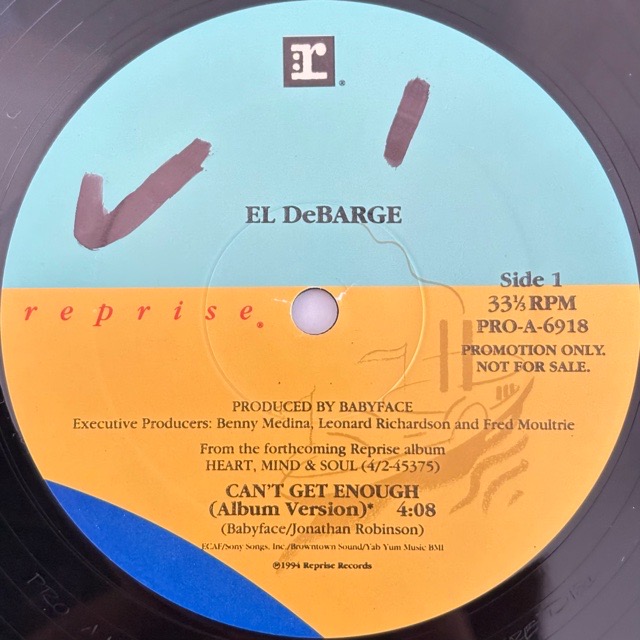 r
EL DeBARGE
Side 1
33⅓ RPM
PRO-A-6918
PROMOTION ONLY.
NOT FOR SALE.
reprise®
PRODUCED BY BABYFACE
Executive Producers: Benny Medina, Leonard Richardson and Fred Moultrie
From the forthcoming Reprise album
HEART, MIND & SOUL (4/2-45375)
CAN'T GET ENOUGH
(Album Version)* 4:08
(Babyface/Jonathan Robinson)
ECAF/Sony Songs, Inc./Browntown Sound/Yab Yum Music BMI
℗©1994 Reprise Records